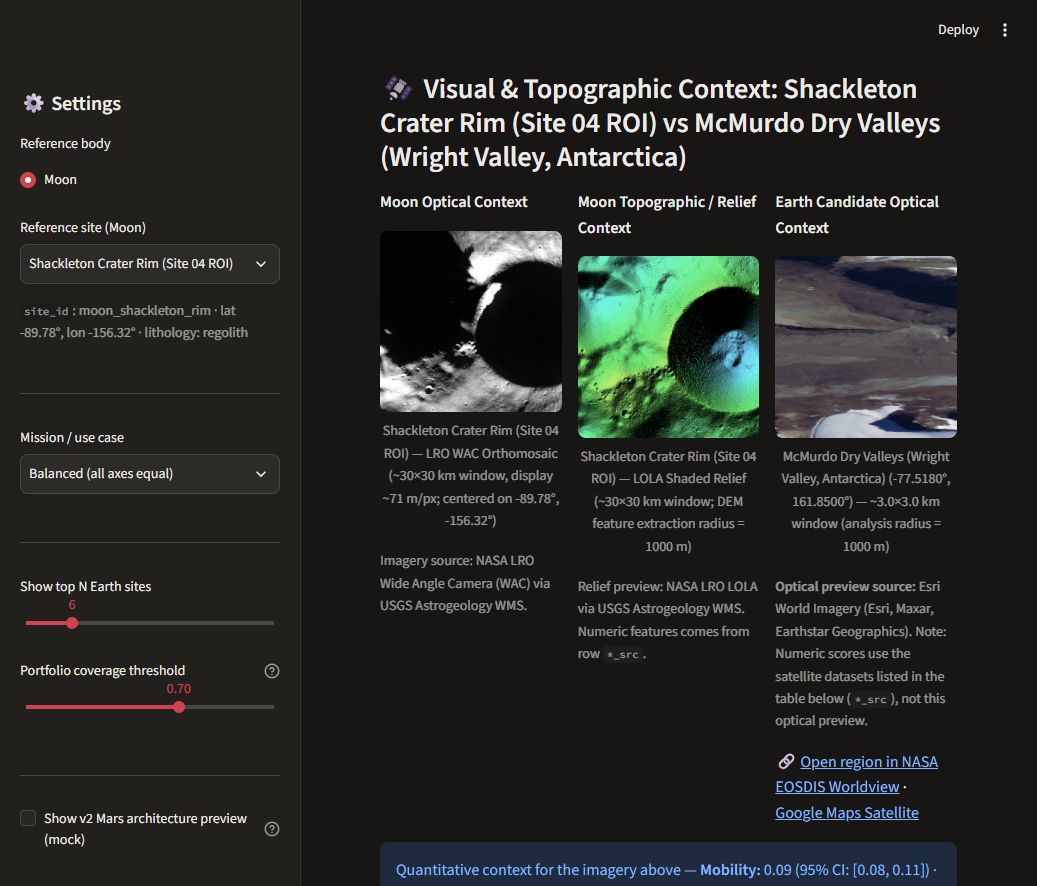 Deploy
Settings
Reference body
Moon
Reference site (Moon)
Shackleton Crater Rim (Site 04 ROI)
site_id : moon_shackleton_rim · lat
-89.78°, lon -156.32° · lithology: regolith
Mission / use case
Balanced (all axes equal)
Show top N Earth sites
6
Portfolio coverage threshold
0.70
Show v2 Mars architecture preview
(mock)
Visual & Topographic Context: Shackleton
Crater Rim (Site 04 ROI) vs McMurdo Dry Valleys
(Wright Valley, Antarctica)
Moon Optical Context
Shackleton Crater Rim (Site 04
ROI) — LRO WAC Orthomosaic
(~30×30 km window, display
~71 m/px; centered on -89.78°,
-156.32°)
Imagery source: NASA LRO
Wide Angle Camera (WAC) via
USGS Astrogeology WMS.
Moon Topographic / Relief
Context
Shackleton Crater Rim (Site 04
ROI) — LOLA Shaded Relief
(~30×30 km window; DEM
feature extraction radius =
1000 m)
Relief preview: NASA LRO LOLA
via USGS Astrogeology WMS.
Numeric features comes from
row *_src .
Earth Candidate Optical
Context
McMurdo Dry Valleys (Wright
Valley, Antarctica) (-77.5180°,
161.8500°) — ~3.0×3.0 km
window (analysis radius =
1000 m)
Optical preview source: Esri
World Imagery (Esri, Maxar,
Earthstar Geographics). Note:
Numeric scores use the
satellite datasets listed in the
table below ( *_src ), not this
optical preview.
Open region in NASA
EOSDIS Worldview ·
Google Maps Satellite
Quantitative context for the imagery above — Mobility: 0.09 (95% CI: [0.08, 0.11]) ·